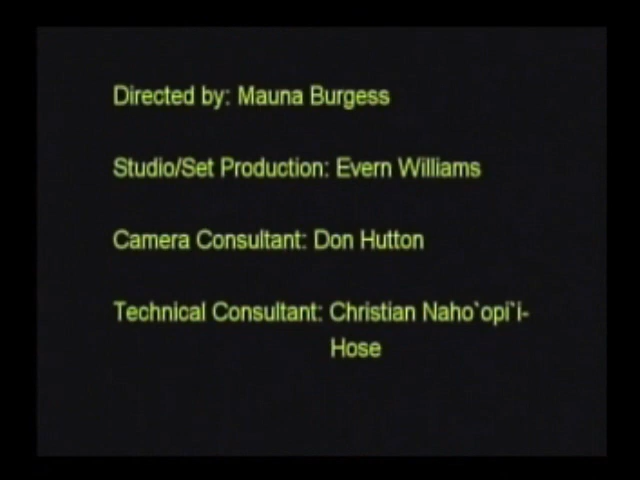 Directed by: Mauna Burgess
Studio/Set Production: Evern Williams
Camera Consultant: Don Hutton
Technical Consultant: Christian Naho`opi`i-
Hose